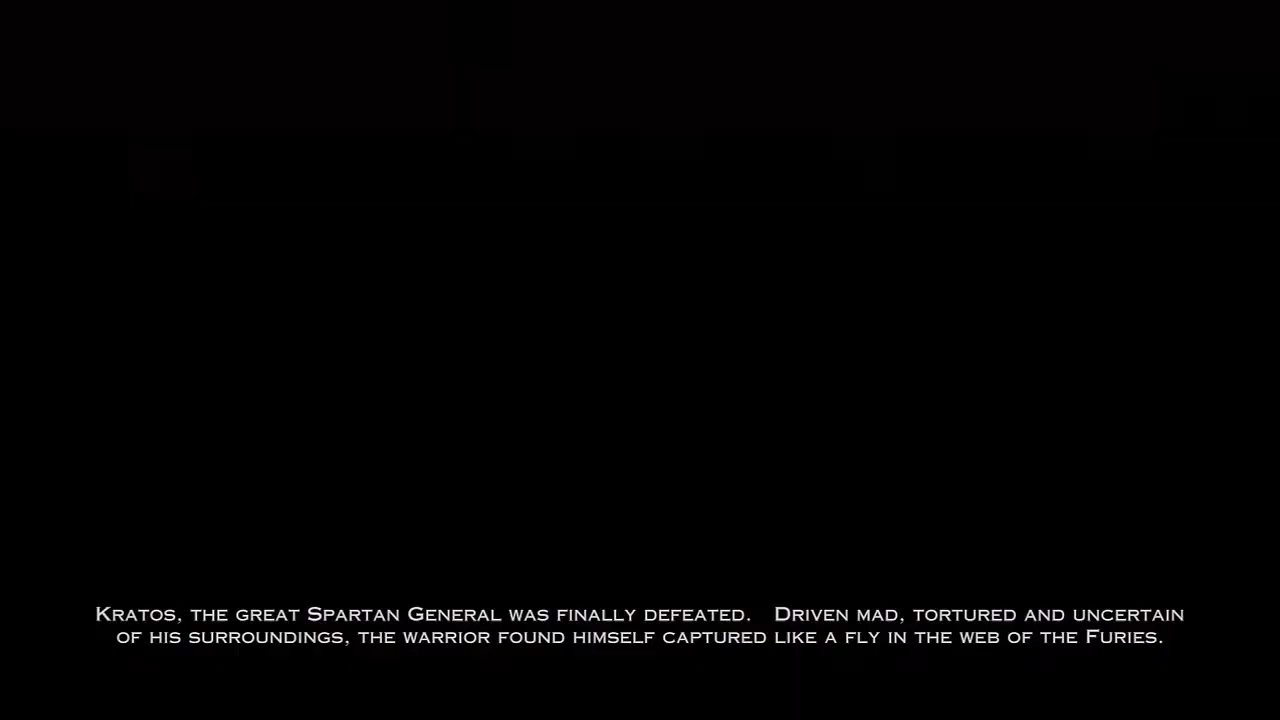 Kratos, the great Spartan General was finally defeated.   Driven mad, tortured and uncertain
of his surroundings, the warrior found himself captured like a fly in the web of the Furies.